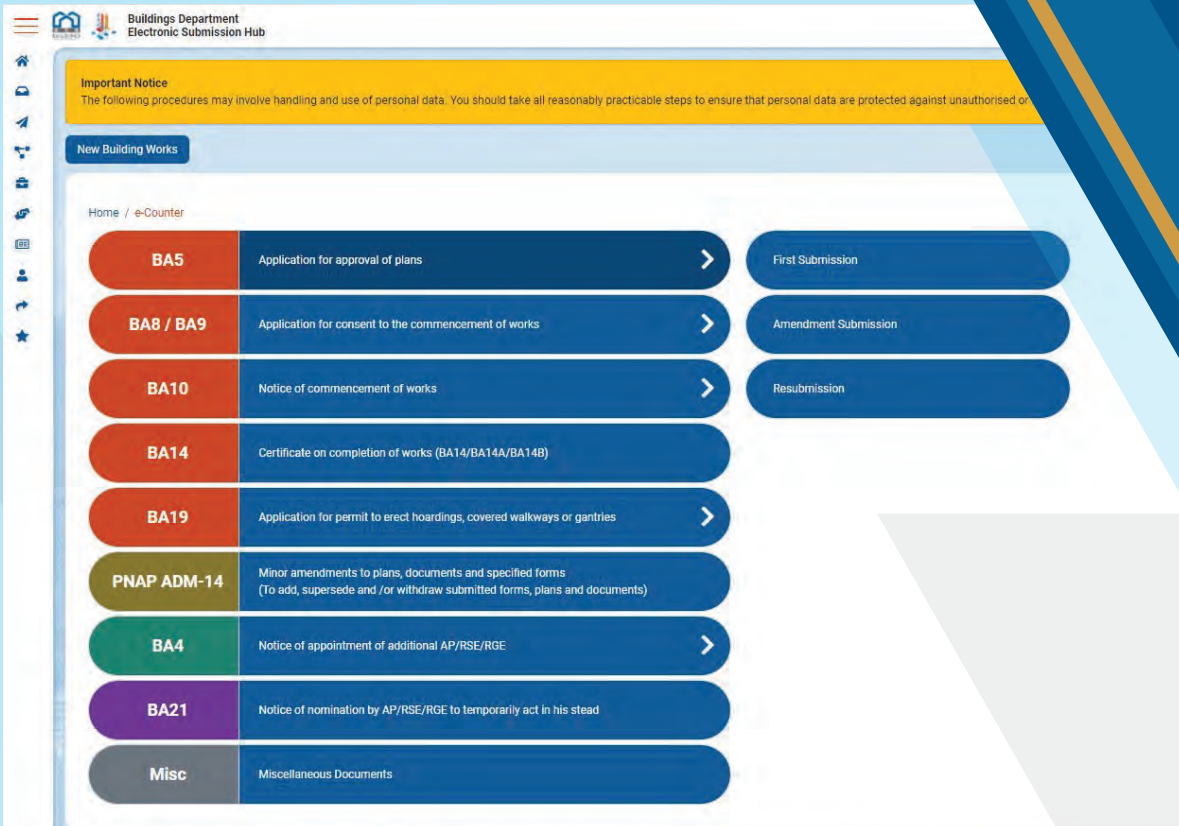 Buildings Department
Electronic Submission Hub
Important Notice
The following procedures may involve handling and use of personal data. You should take all reasonably practicable steps to ensure that personal data are protected against unauthorised or
New Building Works
Home / e-Counter
BA5 Application for approval of plans
First Submission
BA8 / BA9 Application for consent to the commencement of works
Amendment Submission
BA10 Notice of commencement of works
Resubmission
BA14 Certificate on completion of works (BA14/BA14A/BA14B)
BA19 Application for permit to erect hoardings, covered walkways or gantries
PNAP ADM-14 Minor amendments to plans, documents and specified forms
(To add, supersede and /or withdraw submitted forms, plans and documents)
BA4 Notice of appointment of additional AP/RSE/RGE
BA21 Notice of nomination by AP/RSE/RGE to temporarily act in his stead
Misc Miscellaneous Documents